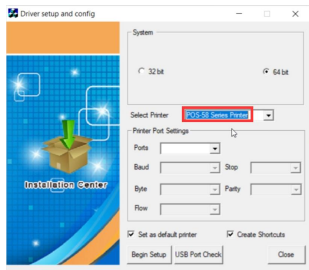 Driver setup and config
System
32 bit
64 bit
Select Printer POS-58 Series Printer
Printer Port Settings
Ports
Baud Stop
Byte Parity
Flow
Installation Center
Set as default printer Create Shortcuts
Begin Setup USB Port Check Close